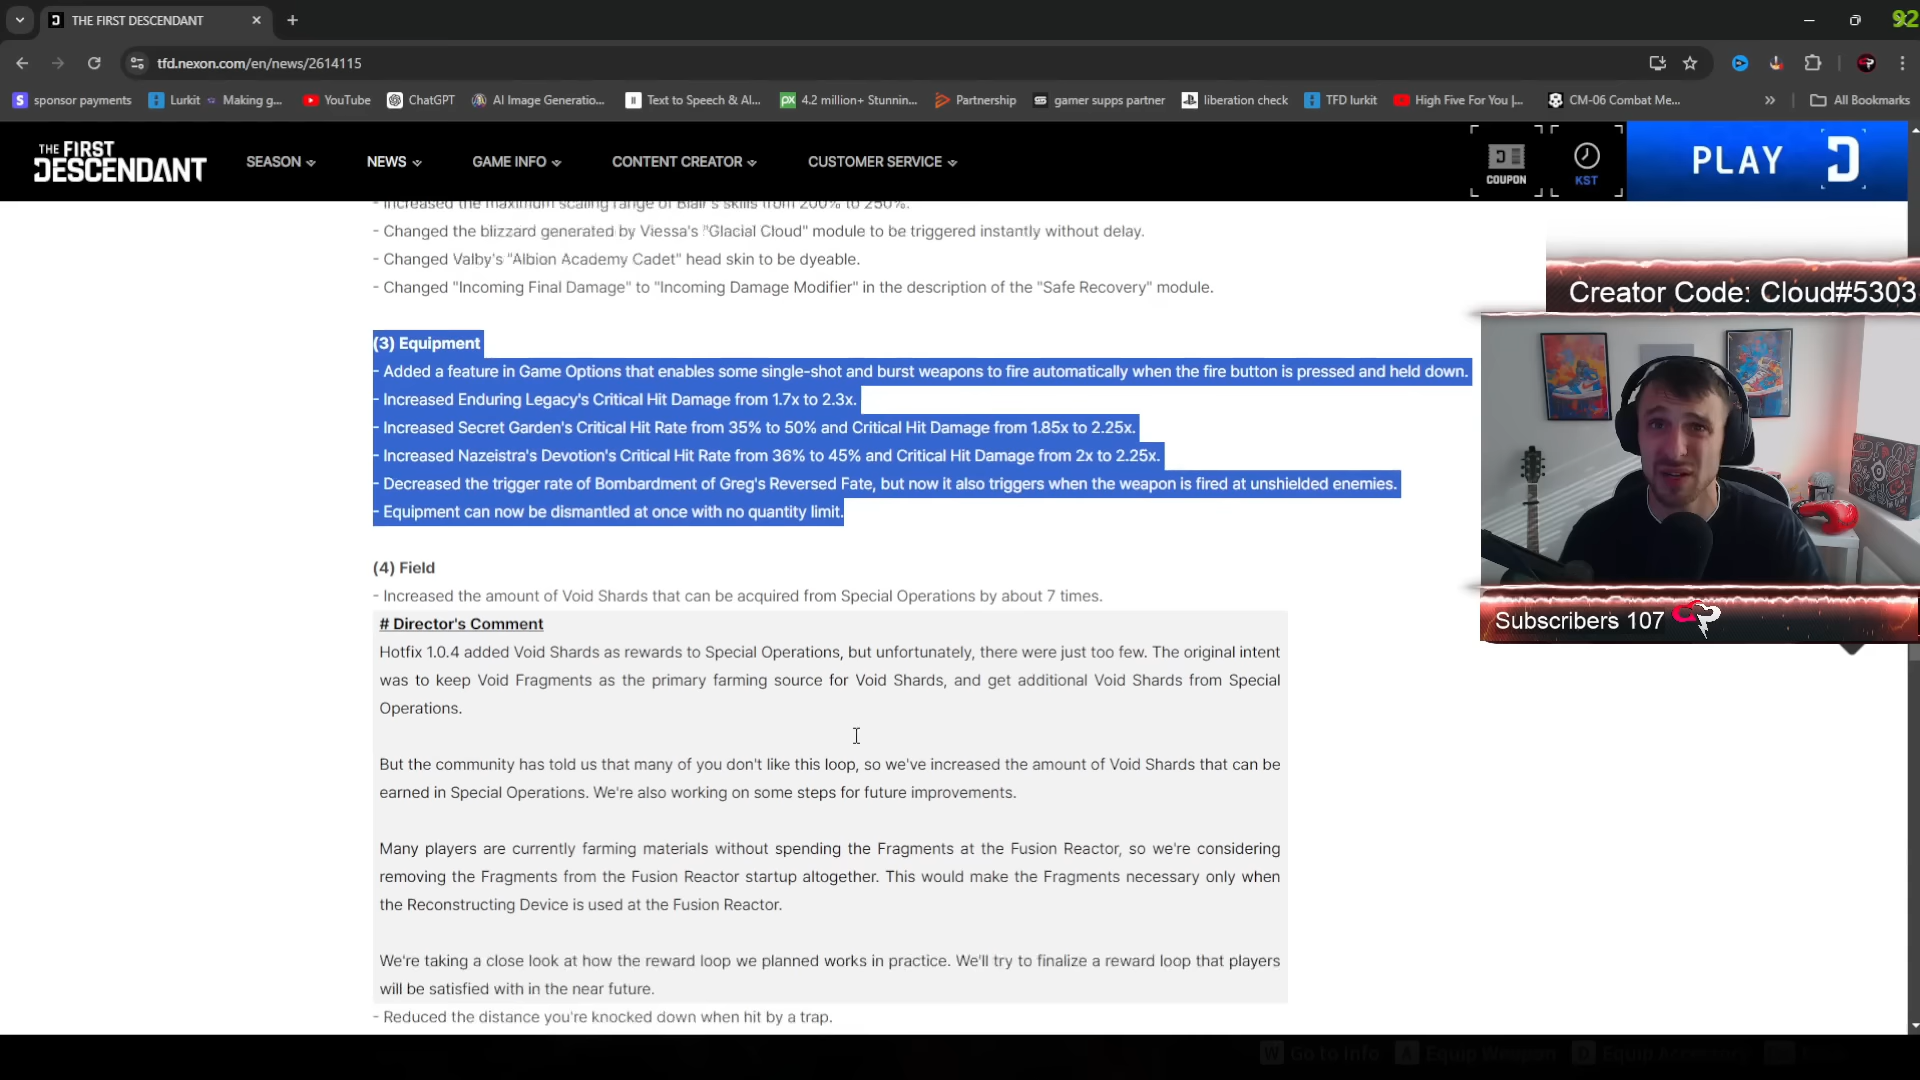 THE FIRST DESCENDANT
92
tfd.nexon.com/en/news/2614115
sponsor payments
Lurkit - Making g...
YouTube
ChatGPT
AI Image Generatio...
Text to Speech & AI...
4.2 million+ Stunnin...
Partnership
gamer supps partner
liberation check
TFD lurkit
High Five For You |...
CM-06 Combat Me...
All Bookmarks
THE FIRST
DESCENDANT
SEASON
NEWS
GAME INFO
CONTENT CREATOR
CUSTOMER SERVICE
COUPON
KST
PLAY
- Increased the maximum scaling range of Blair's skills from 200% to 250%.
- Changed the blizzard generated by Viessa's "Glacial Cloud" module to be triggered instantly without delay.
- Changed Valby's "Albion Academy Cadet" head skin to be dyeable.
- Changed "Incoming Final Damage" to "Incoming Damage Modifier" in the description of the "Safe Recovery" module.
(3) Equipment
- Added a feature in Game Options that enables some single-shot and burst weapons to fire automatically when the fire button is pressed and held down.
- Increased Enduring Legacy's Critical Hit Damage from 1.7x to 2.3x.
- Increased Secret Garden's Critical Hit Rate from 35% to 50% and Critical Hit Damage from 1.85x to 2.25x.
- Increased Nazeistra's Devotion's Critical Hit Rate from 36% to 45% and Critical Hit Damage from 2x to 2.25x.
- Decreased the trigger rate of Bombardment of Greg's Reversed Fate, but now it also triggers when the weapon is fired at unshielded enemies.
- Equipment can now be dismantled at once with no quantity limit.
(4) Field
- Increased the amount of Void Shards that can be acquired from Special Operations by about 7 times.
# Director's Comment
Hotfix 1.0.4 added Void Shards as rewards to Special Operations, but unfortunately, there were just too few. The original intent
was to keep Void Fragments as the primary farming source for Void Shards, and get additional Void Shards from Special
Operations.
But the community has told us that many of you don't like this loop, so we've increased the amount of Void Shards that can be
earned in Special Operations. We're also working on some steps for future improvements.
Many players are currently farming materials without spending the Fragments at the Fusion Reactor, so we're considering
removing the Fragments from the Fusion Reactor startup altogether. This would make the Fragments necessary only when
the Reconstructing Device is used at the Fusion Reactor.
We're taking a close look at how the reward loop we planned works in practice. We'll try to finalize a reward loop that players
will be satisfied with in the near future.
- Reduced the distance you're knocked down when hit by a trap.
Creator Code: Cloud#5303
Subscribers 107
W Go to Info A Equip Weapon D Equip Accessory